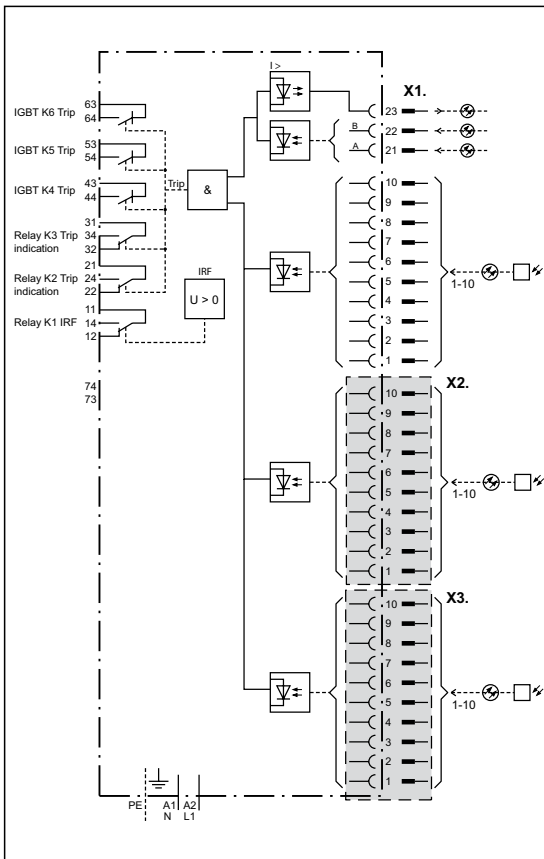 I >
X1.
63
IGBT K6 Trip
64
53
IGBT K5 Trip
54
43
IGBT K4 Trip
44
31
Relay K3 Trip
34
indication
32
21
Relay K2 Trip
24
indication
22
11
Relay K1 IRF
14
12
74
73
Trip
&
IRF
U > 0
23
B
22
A
21
10
9
8
7
6
5
4
3
2
1
1-10
X2.
10
9
8
7
6
5
4
3
2
1
1-10
X3.
10
9
8
7
6
5
4
3
2
1
1-10
PE
A1
A2
N
L1